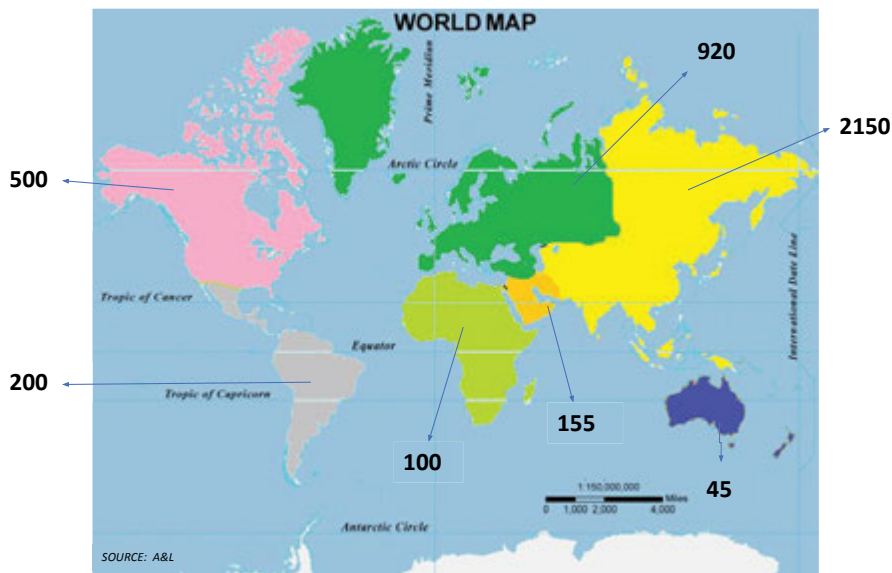 WORLD MAP
Prime Meridian
920
2150
Arctic Circle
500
International Date Line
Tropic of Cancer
Equator
200
Tropic of Capricorn
155
100
45
1:150,000,000
Miles
0 1,000 2,000 4,000
Antarctic Circle
SOURCE: A&L